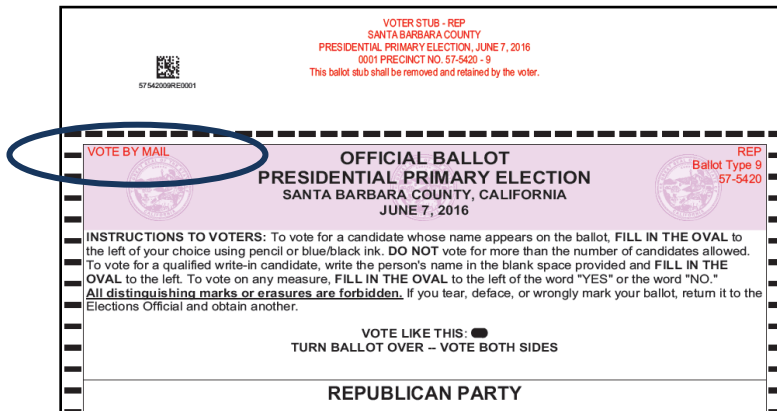 VOTER STUB - REP
SANTA BARBARA COUNTY
PRESIDENTIAL PRIMARY ELECTION, JUNE 7, 2016
0001 PRECINCT NO. 57-5420 - 9
This ballot stub shall be removed and retained by the voter.
57542009RE0001
VOTE BY MAIL
OFFICIAL BALLOT
PRESIDENTIAL PRIMARY ELECTION
SANTA BARBARA COUNTY, CALIFORNIA
JUNE 7, 2016
REP
Ballot Type 9
57-5420
INSTRUCTIONS TO VOTERS: To vote for a candidate whose name appears on the ballot, FILL IN THE OVAL to
the left of your choice using pencil or blue/black ink. DO NOT vote for more than the number of candidates allowed.
To vote for a qualified write-in candidate, write the person's name in the blank space provided and FILL IN THE
OVAL to the left. To vote on any measure, FILL IN THE OVAL to the left of the word "YES" or the word "NO."
All distinguishing marks or erasures are forbidden. If you tear, deface, or wrongly mark your ballot, return it to the
Elections Official and obtain another.
VOTE LIKE THIS:
TURN BALLOT OVER -- VOTE BOTH SIDES
REPUBLICAN PARTY